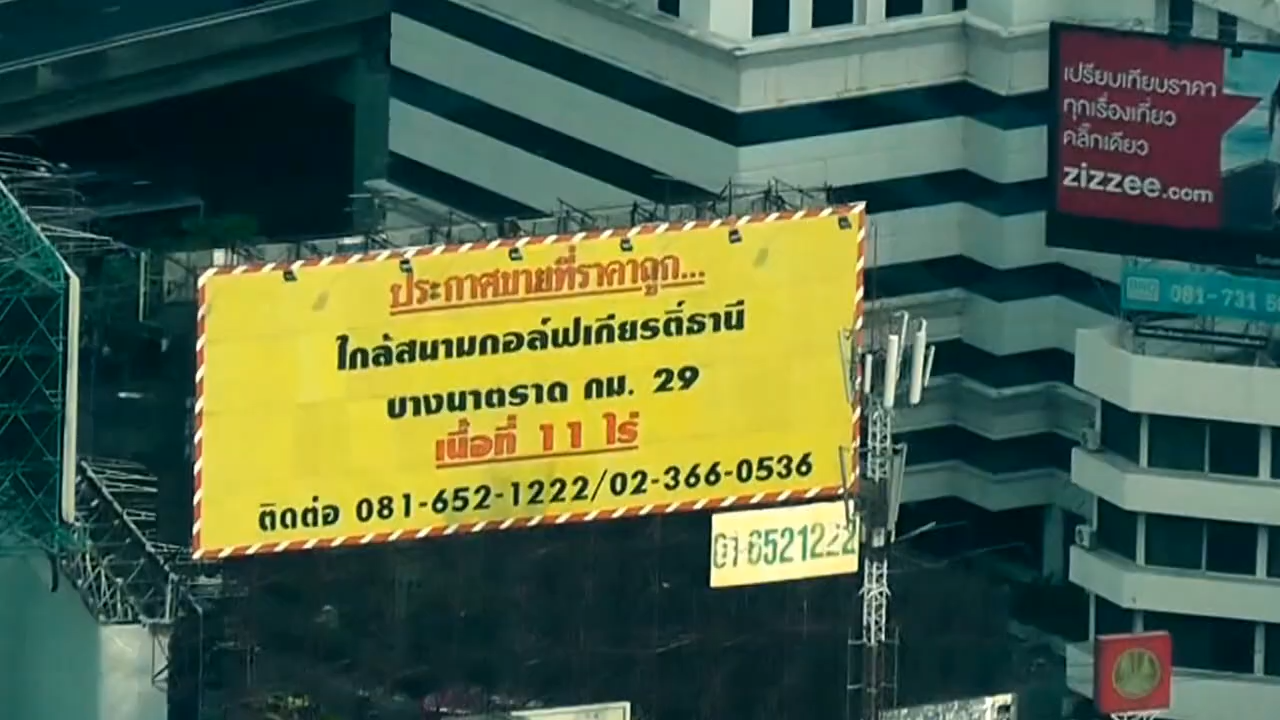 ประกาศขายที่ราคาถูก...
ใกล้สนามกอล์ฟเกียรติ์ธานี
บางนาตราด กม. 29
เนื้อที่ 11 ไร่
ติดต่อ 081-652-1222/02-366-0536
01-6521222
เปรียบเทียบราคา
ทุกเรื่องเที่ยว
คลิ๊กเดียว
zizzee.com
BRO 081-731